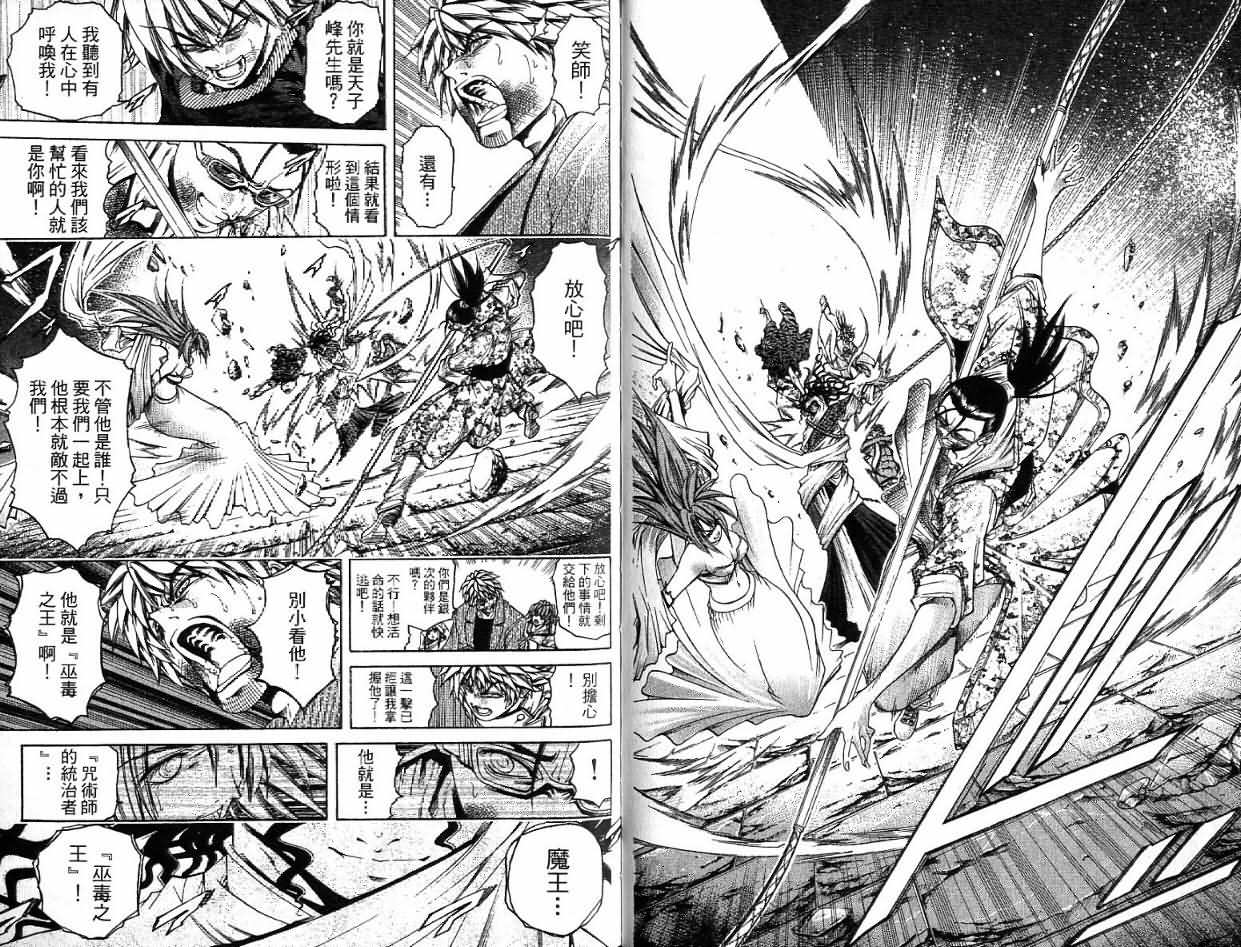 笑師！
還有…
你就是天子
峰先生嗎？
我聽到有
人在心中
呼喚我！
結果就看
到這個情
形啦！
看來我們該
幫忙的人就
是你啊！
放心吧！
不管他是誰！只
要我們一起上，
他根本就敵不過
我們！
放心吧！剩
下的事情就
交給他們！
你們是銀
次的夥伴
嗎？
不行！想活
命的話就快
逃吧！
別小看他！
他就是『巫毒
之王』啊！
別擔心
！
這一擊已
經讓我掌
握他了！
！
他就是…
『咒術師
的統治者
』…
魔王…
『巫毒之
王』！